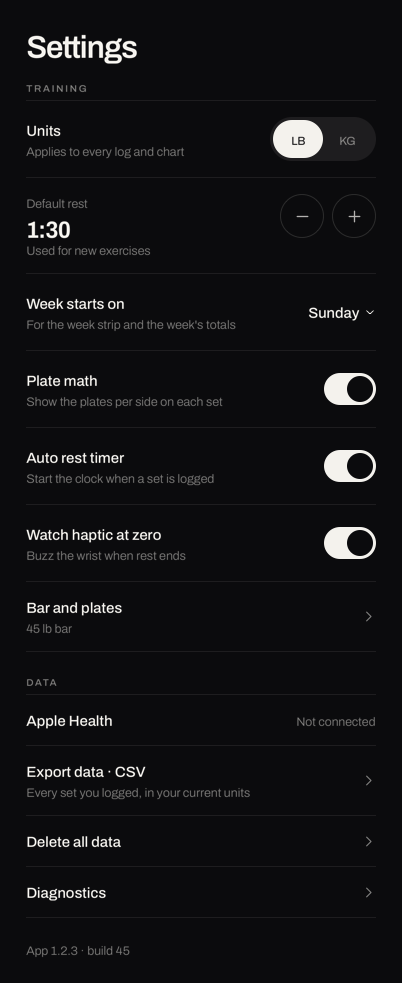 Settings
TRAINING
Units
Applies to every log and chart
LB
KG
Default rest
1:30
Used for new exercises
Week starts on
For the week strip and the week's totals
Sunday
Plate math
Show the plates per side on each set
Auto rest timer
Start the clock when a set is logged
Watch haptic at zero
Buzz the wrist when rest ends
Bar and plates
45 lb bar
DATA
Apple Health
Not connected
Export data · CSV
Every set you logged, in your current units
Delete all data
Diagnostics
App 1.2.3 · build 45